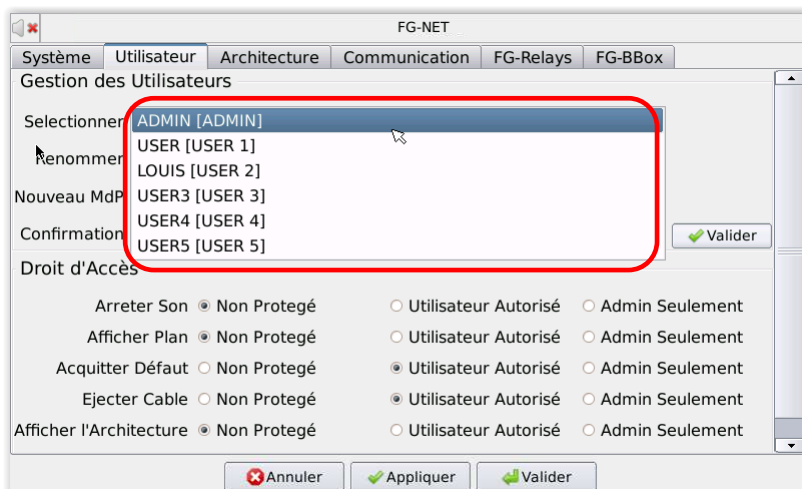 FG-NET
Système Utilisateur Architecture Communication FG-Relays FG-BBox
Gestion des Utilisateurs
Selectionner ADMIN [ADMIN]
USER [USER 1]
Renommer
LOUIS [USER 2]
Nouveau MdP USER3 [USER 3]
USER4 [USER 4]
Confirmation USER5 [USER 5] Valider
Droit d'Accès
Arreter Son Non Protegé Utilisateur Autorisé Admin Seulement
Afficher Plan Non Protegé Utilisateur Autorisé Admin Seulement
Acquitter Défaut Non Protegé Utilisateur Autorisé Admin Seulement
Ejecter Cable Non Protegé Utilisateur Autorisé Admin Seulement
Afficher l'Architecture Non Protegé Utilisateur Autorisé Admin Seulement
Annuler Appliquer Valider